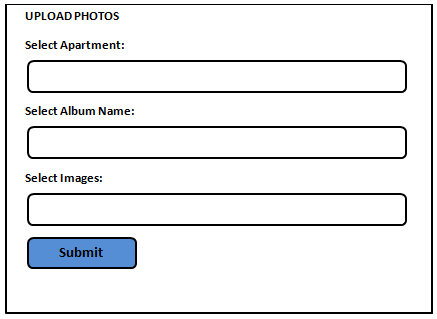 UPLOAD PHOTOS
Select Apartment:
Select Album Name:
Select Images:
Submit